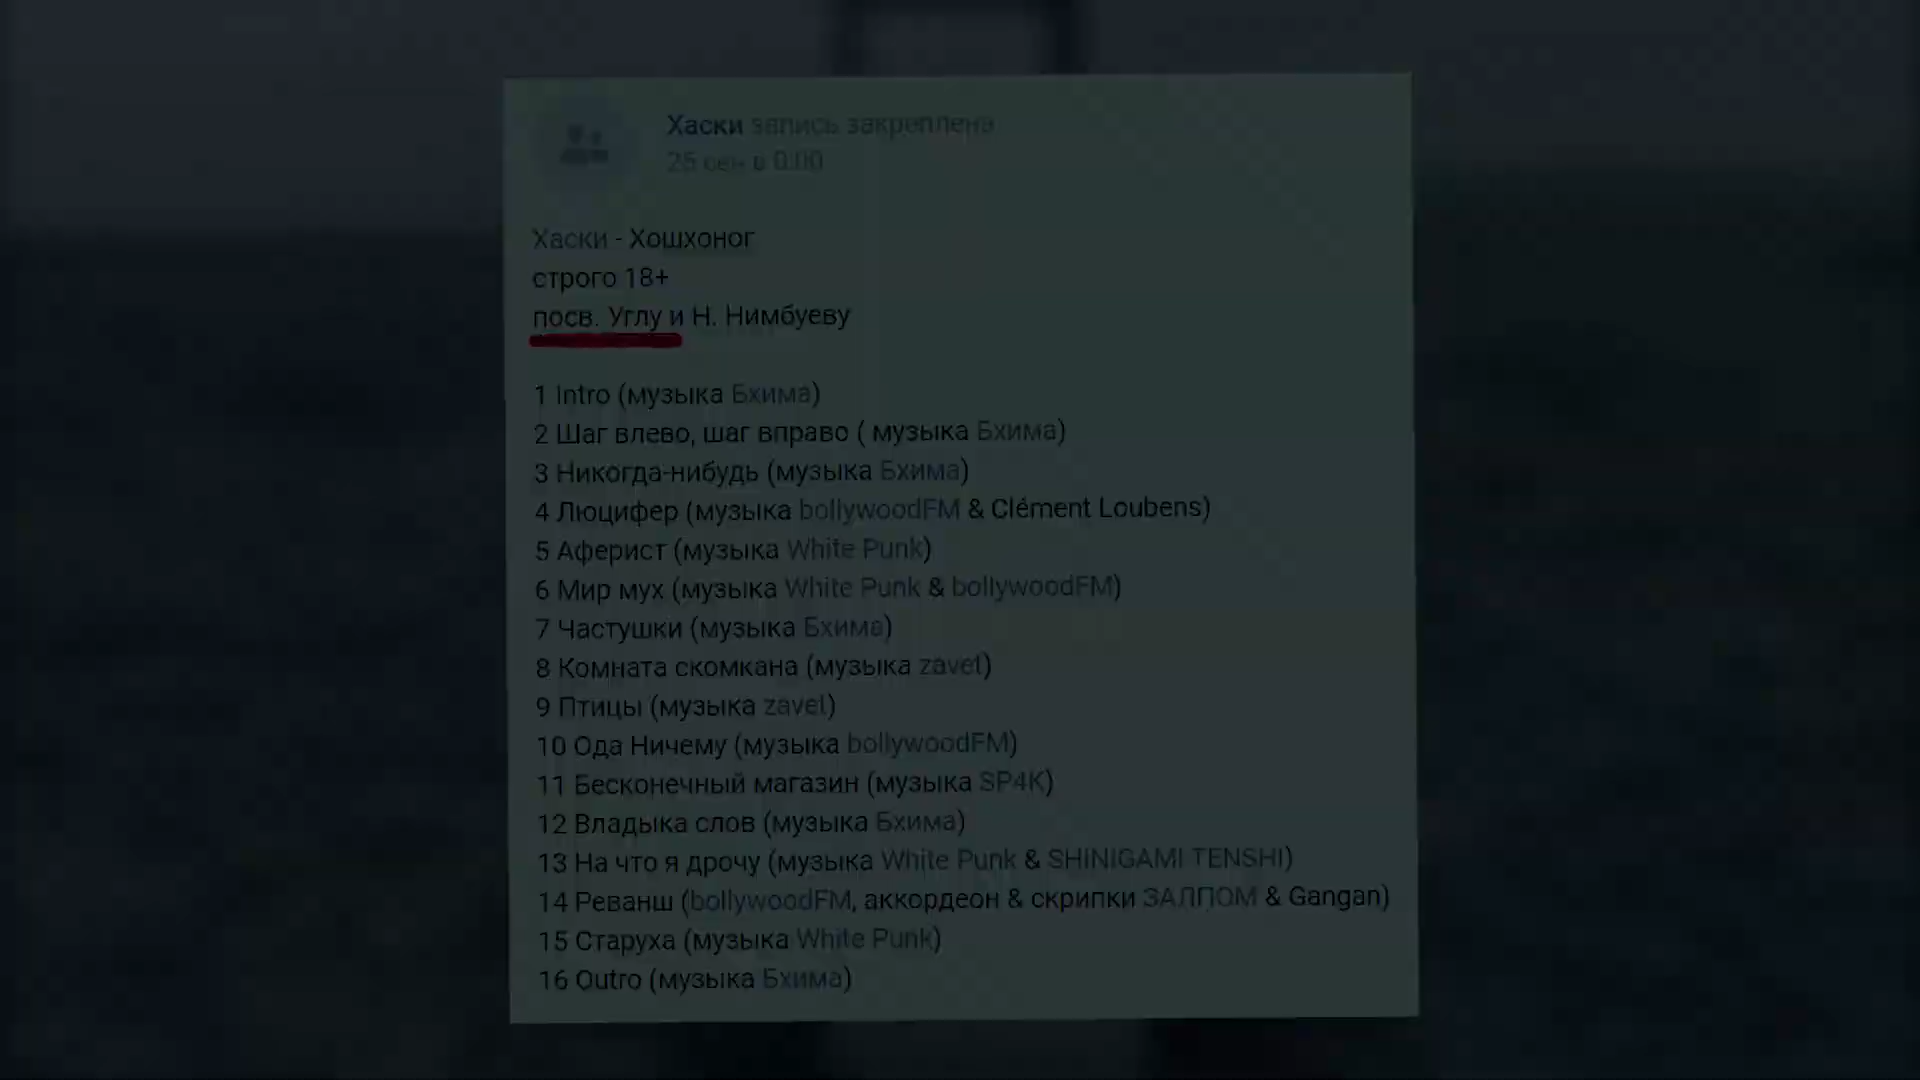 Хаски запись закреплена
25 сен в 0:00
Хаски - Хошхоног
строго 18+
посв. Углу и Н. Нимбуеву
1 Intro (музыка Бхима)
2 Шаг влево, шаг вправо ( музыка Бхима)
3 Никогда-нибудь (музыка Бхима)
4 Люцифер (музыка bollywoodFM & Clément Loubens)
5 Аферист (музыка White Punk)
6 Мир мух (музыка White Punk & bollywoodFM)
7 Частушки (музыка Бхима)
8 Комната скомкана (музыка zavet)
9 Птицы (музыка zavet)
10 Ода Ничему (музыка bollywoodFM)
11 Бесконечный магазин (музыка SP4K)
12 Владыка слов (музыка Бхима)
13 На что я дрочу (музыка White Punk & SHINIGAMI TENSHI)
14 Реванш (bollywoodFM, аккордеон & скрипки ЗАЛПОМ & Gangan)
15 Старуха (музыка White Punk)
16 Outro (музыка Бхима)